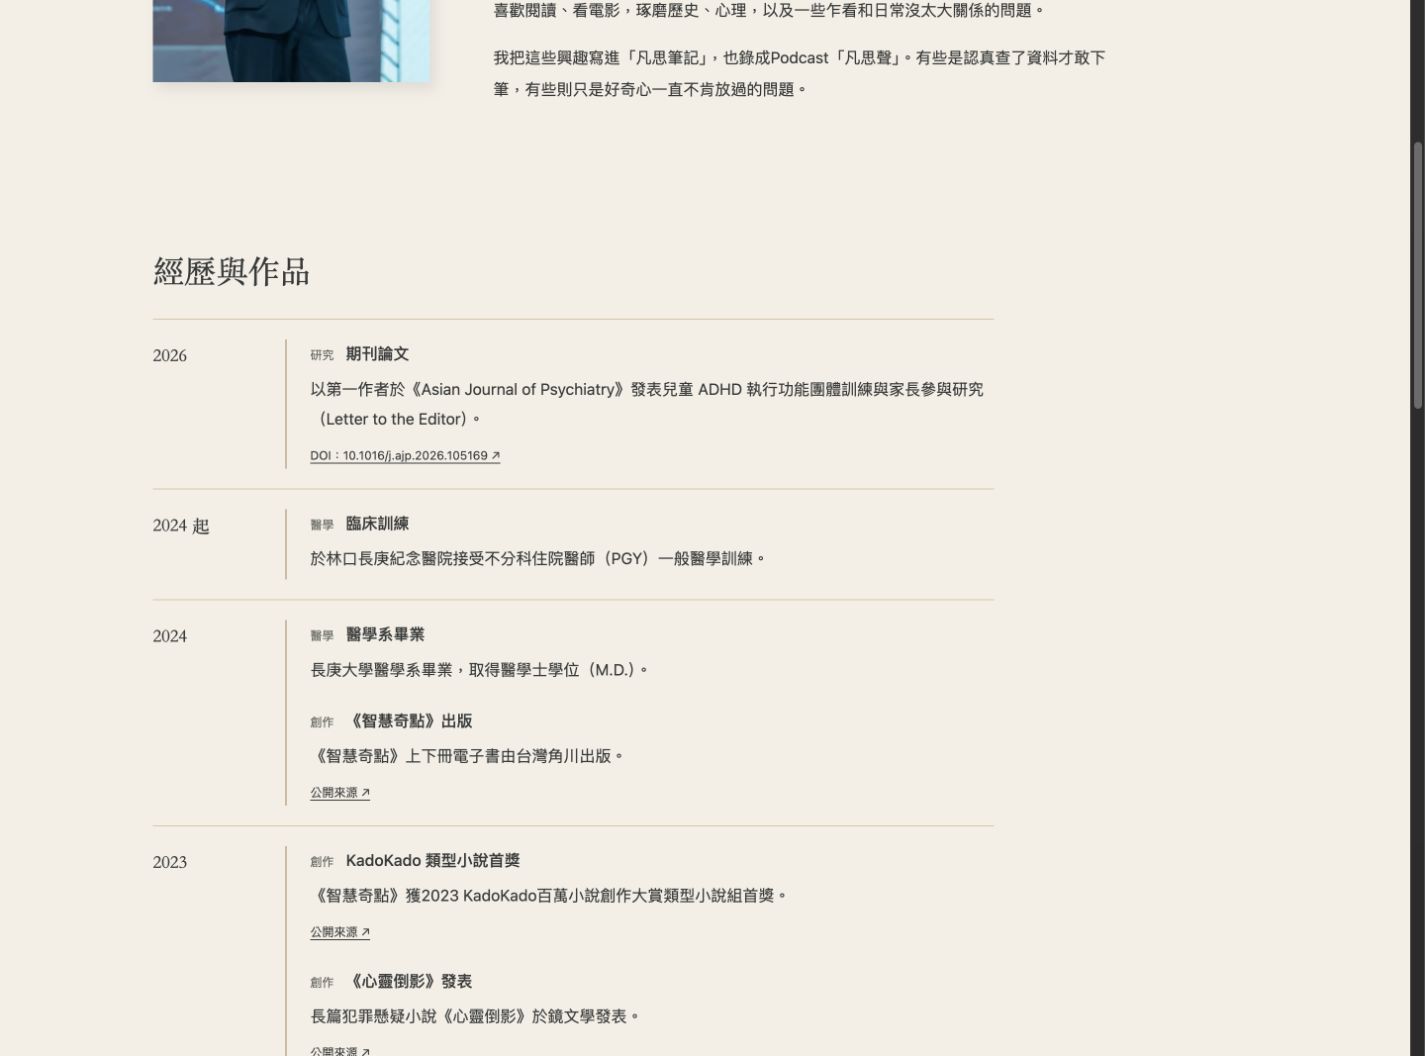 喜歡閱讀、看電影，琢磨歷史、心理，以及一些乍看和日常沒太大關係的問題。
我把這些興趣寫進「凡思筆記」，也錄成Podcast「凡思聲」。有些是認真查了資料才敢下
筆，有些則只是好奇心一直不肯放過的問題。
經歷與作品
2026
研究 期刊論文
以第一作者於《Asian Journal of Psychiatry》發表兒童 ADHD 執行功能團體訓練與家長參與研究
（Letter to the Editor）。
DOI：10.1016/j.ajp.2026.105169 ↗
2024 起
醫學 臨床訓練
於林口長庚紀念醫院接受不分科住院醫師（PGY）一般醫學訓練。
2024
醫學 醫學系畢業
長庚大學醫學系畢業，取得醫學士學位（M.D.）。
創作 《智慧奇點》出版
《智慧奇點》上下冊電子書由台灣角川出版。
公開來源 ↗
2023
創作 KadoKado 類型小說首獎
《智慧奇點》獲2023 KadoKado百萬小說創作大賞類型小說組首獎。
公開來源 ↗
創作 《心靈倒影》發表
長篇犯罪懸疑小說《心靈倒影》於鏡文學發表。
公開來源 ↗